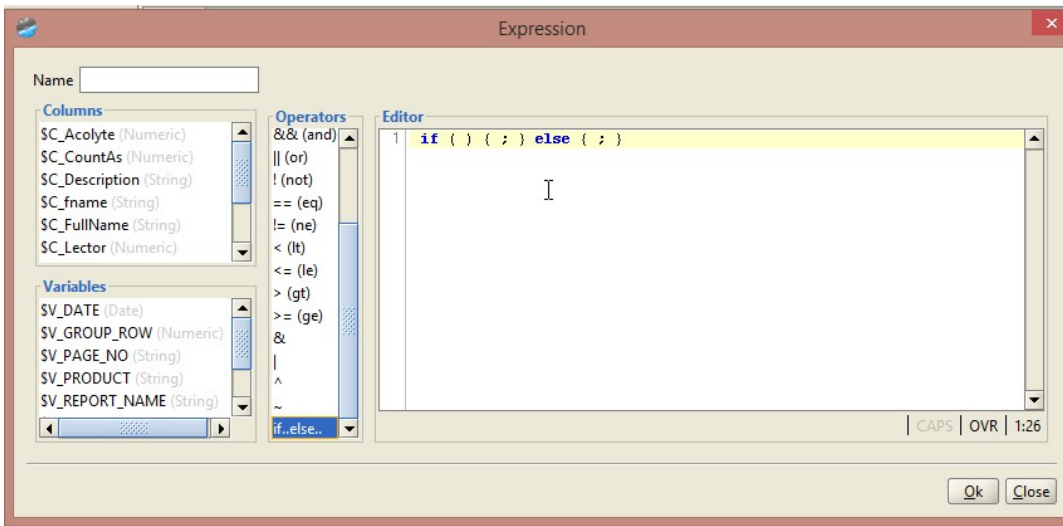 Expression
Name
Columns
$C_Acolyte (Numeric)
$C_CountAs (Numeric)
$C_Description (String)
$C_fname (String)
$C_FullName (String)
$C_Lector (Numeric)
Variables
$V_DATE (Date)
$V_GROUP_ROW (Numeric)
$V_PAGE_NO (String)
$V_PRODUCT (String)
$V_REPORT_NAME (String)
Operators
&& (and)
|| (or)
! (not)
== (eq)
!= (ne)
< (lt)
<= (le)
> (gt)
>= (ge)
&
|
^
~
if..else..
Editor
1 if ( ) { ; } else { ; }
CAPS OVR 1:26
Ok Close